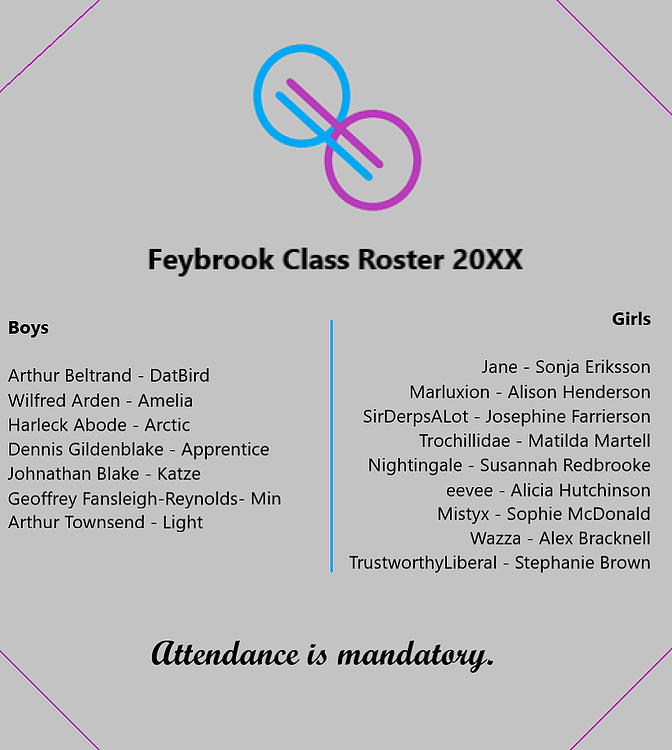 Feybrook Class Roster 20XX
Boys
Arthur Beltrand - DatBird
Wilfred Arden - Amelia
Harleck Abode - Arctic
Dennis Gildenblake - Apprentice
Johnathan Blake - Katze
Geoffrey Fansleigh-Reynolds- Min
Arthur Townsend - Light
Girls
Jane - Sonja Eriksson
Marluxion - Alison Henderson
SirDerpsALot - Josephine Farrierson
Trochillidae - Matilda Martell
Nightingale - Susannah Redbrooke
eevee - Alicia Hutchinson
Mistyx - Sophie McDonald
Wazza - Alex Bracknell
TrustworthyLiberal - Stephanie Brown
Attendance is mandatory.